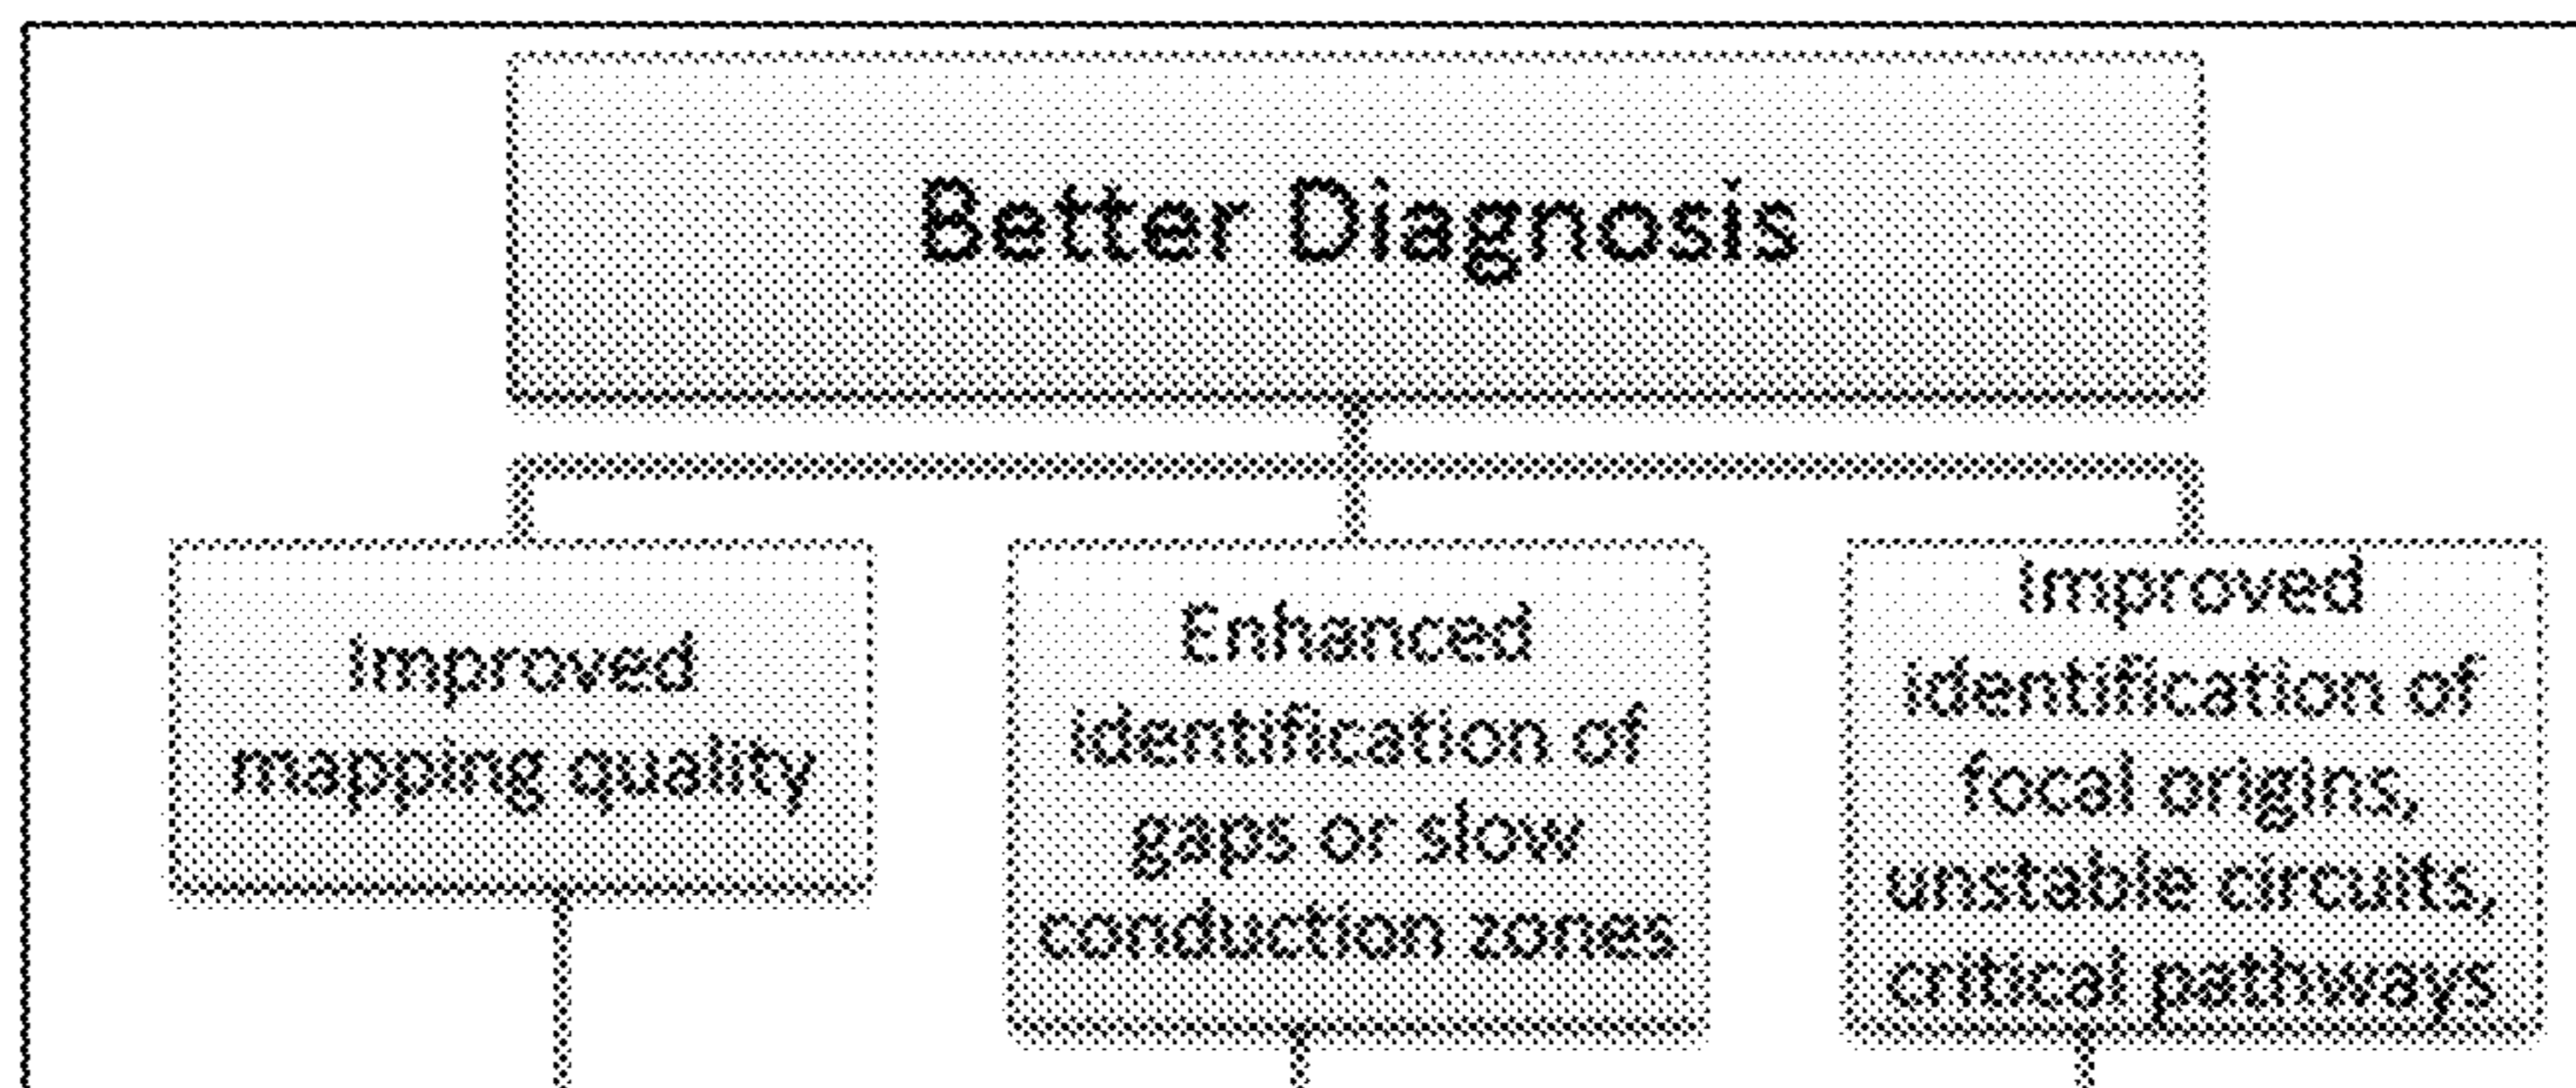 Better Diagnosis
Improved
mapping quality
Enhanced
identification of
gaps or slow
conduction zones
Improved
identification of
focal origins,
unstable circuits,
critical pathways